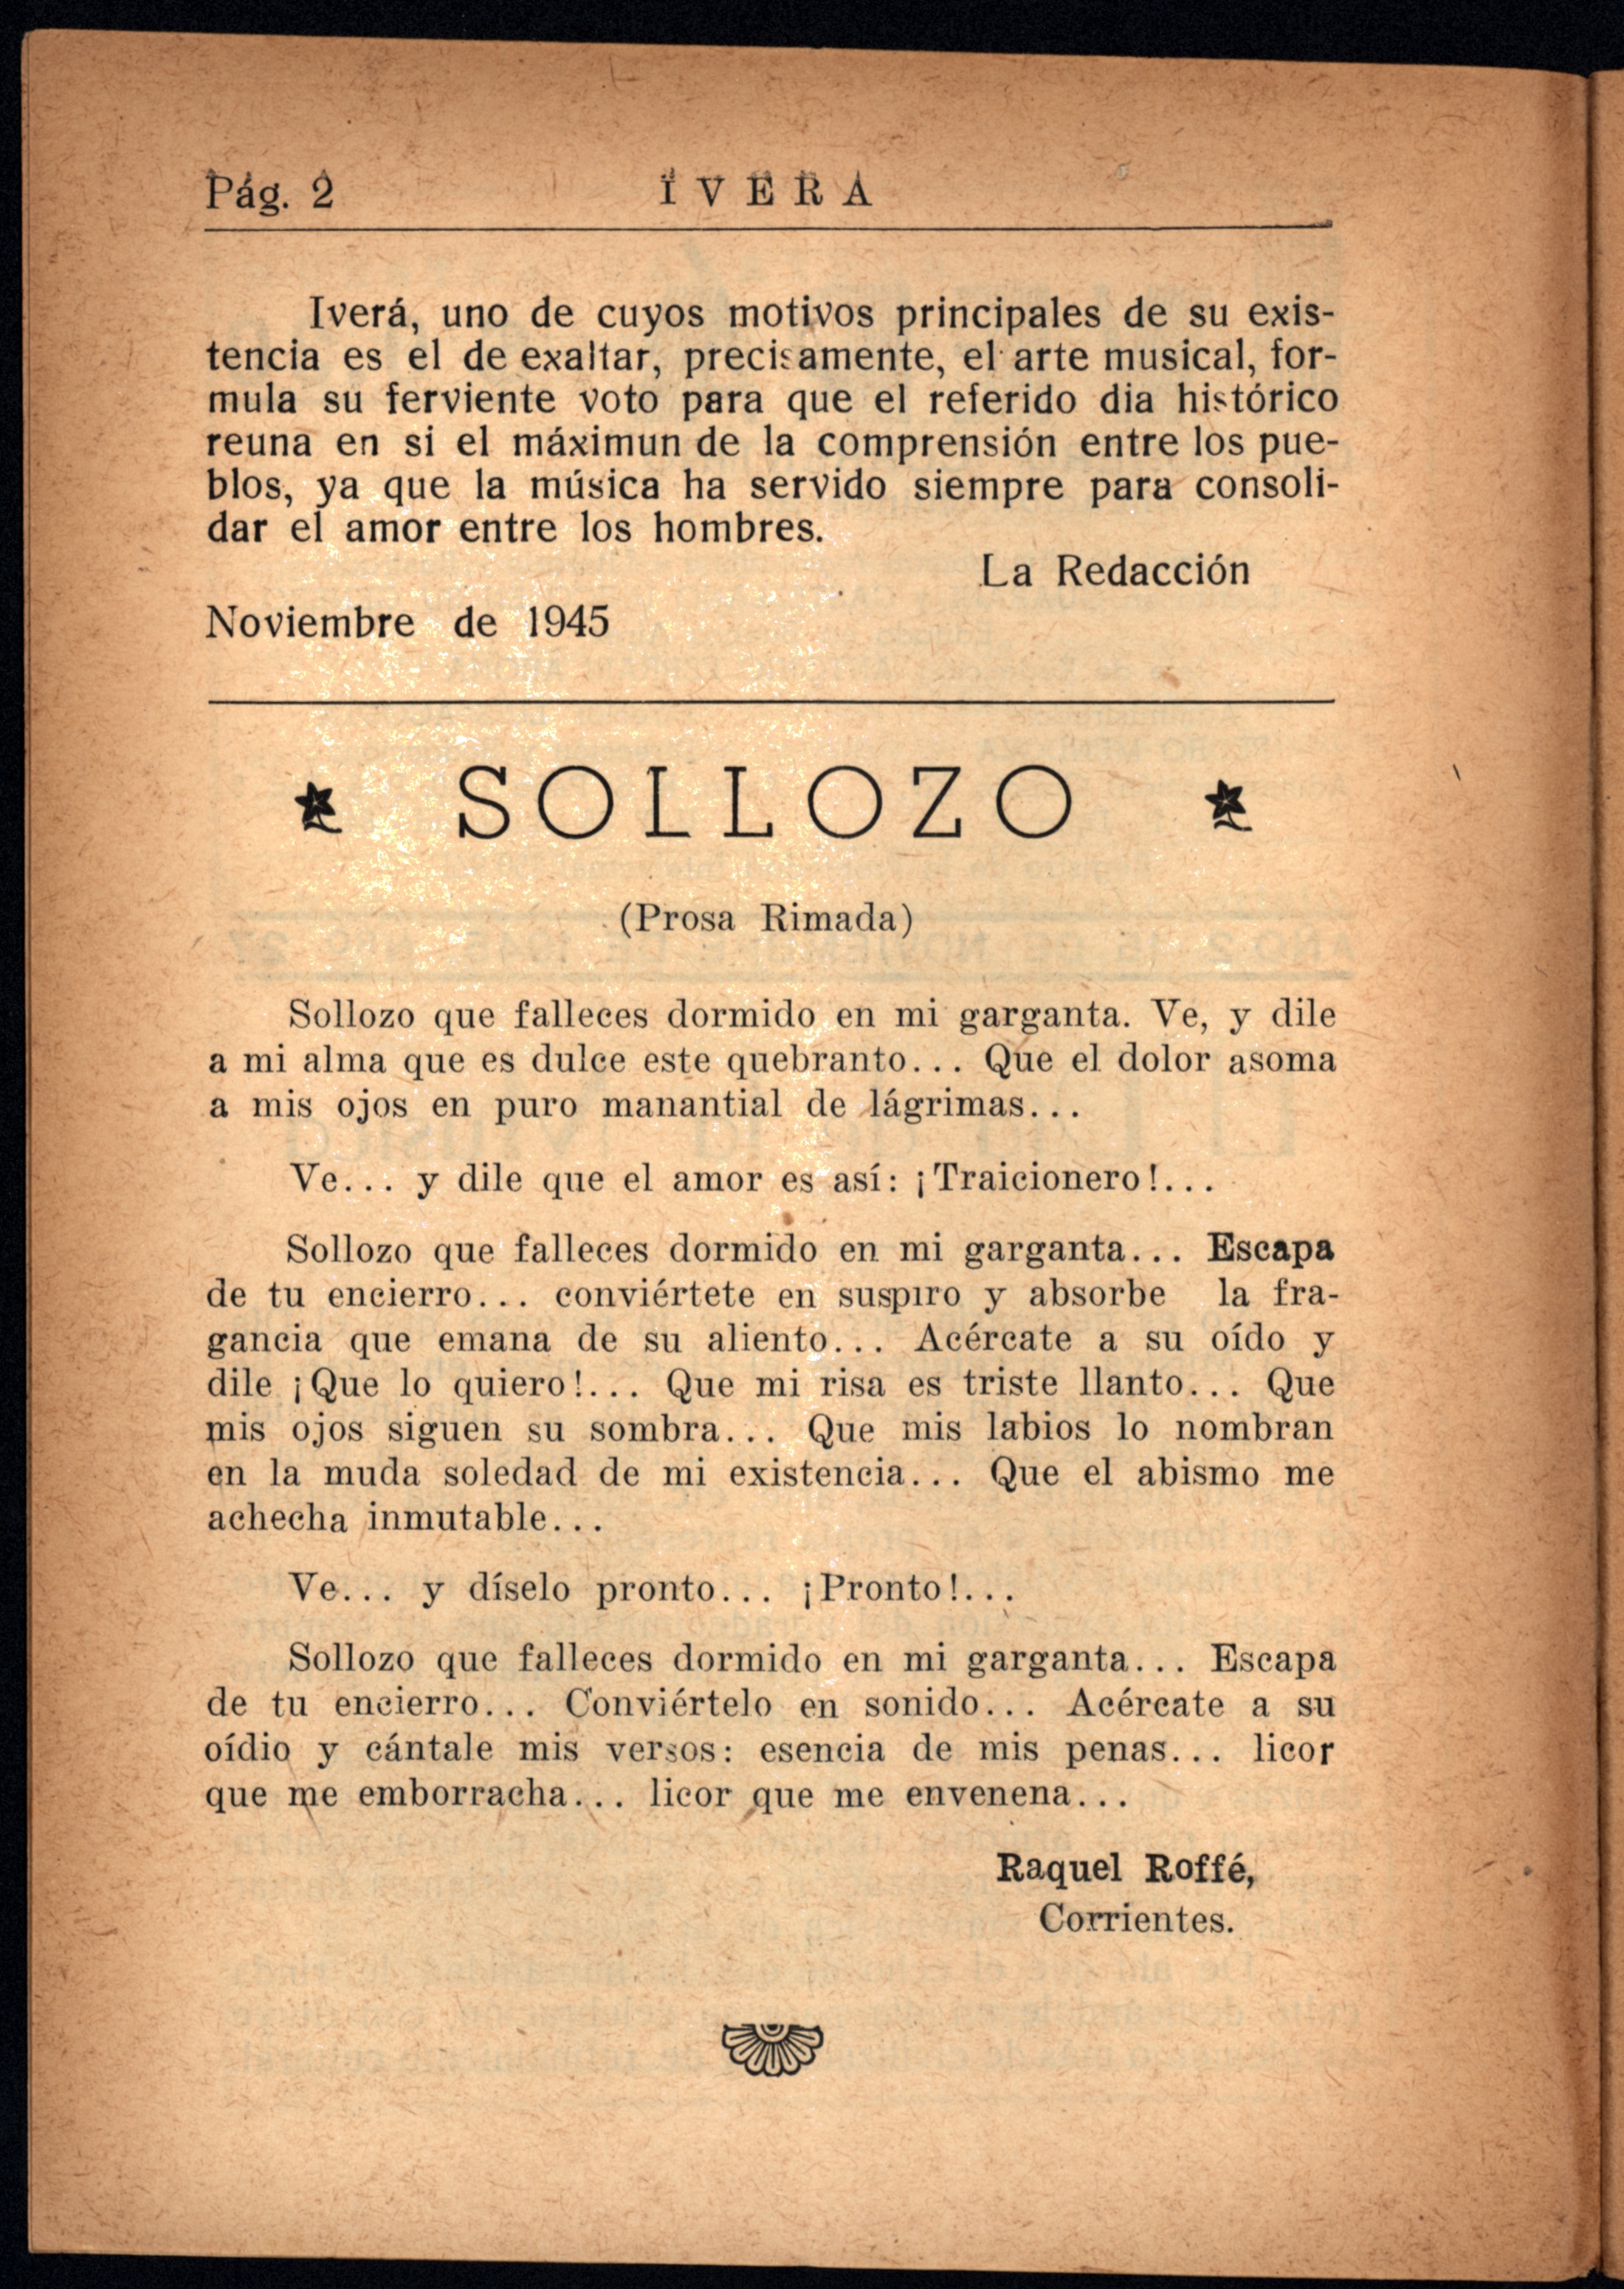 Pág. 2
IVERA
Iverá, uno de cuyos motivos principales de su exis-
tencia es el de exaltar, precisamente, el arte musical, for-
mula su ferviente voto para que el referido dia histórico
reuna en si el máximun de la comprensión entre los pue-
blos, ya que la música ha servido siempre para consoli-
dar el amor entre los hombres.
La Redacción
Noviembre de 1945
SOLLOZO
(Prosa Rimada)
Sollozo que falleces dormido en mi garganta. Ve, y dile
a mi alma que es dulce este quebranto... Que el dolor asoma
a mis ojos en puro manantial de lágrimas...
Ve... y dile que el amor es así: ¡Traicionero!...
Sollozo que falleces dormido en mi garganta... Escapa
de tu encierro... conviértete en suspiro y absorbe la fra-
gancia que emana de su aliento... Acércate a su oído y
dile ¡Que lo quiero!... Que mi risa es triste llanto... Que
mis ojos siguen su sombra... Que mis labios lo nombran
en la muda soledad de mi existencia... Que el abismo me
achecha inmutable...
Ve... y díselo pronto... ¡Pronto!...
Sollozo que falleces dormido en mi garganta... Escapa
de tu encierro... Conviértelo en sonido... Acércate a su
oídio y cántale mis versos: esencia de mis penas... licor
que me emborracha... licor que me envenena...
Raquel Roffé,
Corrientes.